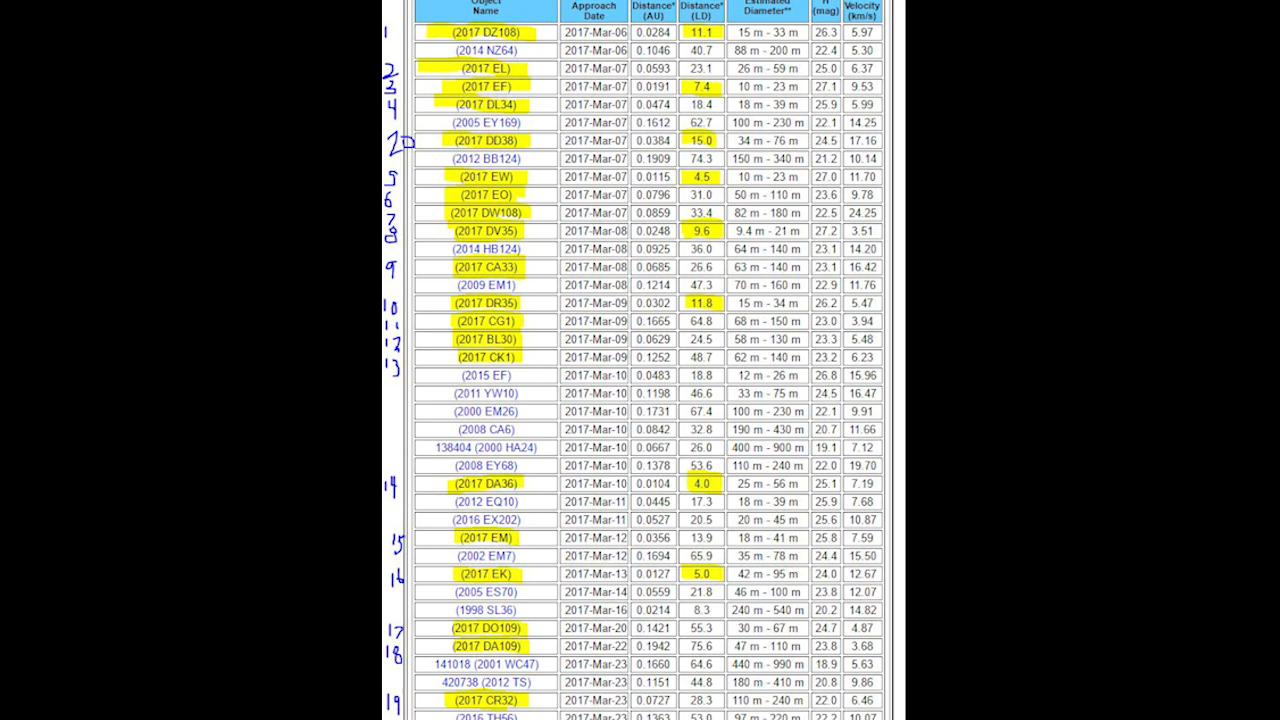 Object Approach Distance* Distance* Estimated H Velocity
Name Date (AU) (LD) Diameter** (mag) (km/s)
1 (2017 DZ108) 2017-Mar-06 0.0284 11.1 15 m - 33 m 26.3 5.97
(2014 NZ64) 2017-Mar-06 0.1046 40.7 88 m - 200 m 22.4 5.30
2 (2017 EL) 2017-Mar-07 0.0593 23.1 26 m - 59 m 25.0 6.37
3 (2017 EF) 2017-Mar-07 0.0191 7.4 10 m - 23 m 27.1 9.53
4 (2017 DL34) 2017-Mar-07 0.0474 18.4 18 m - 39 m 25.9 5.99
(2005 EY169) 2017-Mar-07 0.1612 62.7 100 m - 230 m 22.1 14.25
20 (2017 DD38) 2017-Mar-07 0.0384 15.0 34 m - 76 m 24.5 17.16
(2012 BB124) 2017-Mar-07 0.1909 74.3 150 m - 340 m 21.2 10.14
5 (2017 EW) 2017-Mar-07 0.0115 4.5 10 m - 23 m 27.0 11.70
6 (2017 EO) 2017-Mar-07 0.0796 31.0 50 m - 110 m 23.6 9.78
7 (2017 DW108) 2017-Mar-07 0.0859 33.4 82 m - 180 m 22.5 24.25
8 (2017 DV35) 2017-Mar-08 0.0248 9.6 9.4 m - 21 m 27.2 3.51
(2014 HB124) 2017-Mar-08 0.0925 36.0 64 m - 140 m 23.1 14.20
9 (2017 CA33) 2017-Mar-08 0.0685 26.6 63 m - 140 m 23.1 16.42
(2009 EM1) 2017-Mar-08 0.1214 47.3 70 m - 160 m 22.9 11.76
10 (2017 DR35) 2017-Mar-09 0.0302 11.8 15 m - 34 m 26.2 5.47
11 (2017 CG1) 2017-Mar-09 0.1665 64.8 68 m - 150 m 23.0 3.94
12 (2017 BL30) 2017-Mar-09 0.0629 24.5 58 m - 130 m 23.3 5.48
13 (2017 CK1) 2017-Mar-09 0.1252 48.7 62 m - 140 m 23.2 6.23
(2015 EF) 2017-Mar-10 0.0483 18.8 12 m - 26 m 26.8 15.96
(2011 YW10) 2017-Mar-10 0.1198 46.6 33 m - 75 m 24.5 16.47
(2000 EM26) 2017-Mar-10 0.1731 67.4 100 m - 230 m 22.1 9.91
(2008 CA6) 2017-Mar-10 0.0842 32.8 190 m - 430 m 20.7 11.66
138404 (2000 HA24) 2017-Mar-10 0.0667 26.0 400 m - 900 m 19.1 7.12
(2008 EY68) 2017-Mar-10 0.1378 53.6 110 m - 240 m 22.0 19.70
14 (2017 DA36) 2017-Mar-10 0.0104 4.0 25 m - 56 m 25.1 7.19
(2012 EQ10) 2017-Mar-11 0.0445 17.3 18 m - 39 m 25.9 7.68
(2016 EX202) 2017-Mar-11 0.0527 20.5 20 m - 45 m 25.6 10.87
15 (2017 EM) 2017-Mar-12 0.0356 13.9 18 m - 41 m 25.8 7.59
(2002 EM7) 2017-Mar-12 0.1694 65.9 35 m - 78 m 24.4 15.50
16 (2017 EK) 2017-Mar-13 0.0127 5.0 42 m - 95 m 24.0 12.67
(2005 ES70) 2017-Mar-14 0.0559 21.8 46 m - 100 m 23.8 12.07
(1998 SL36) 2017-Mar-16 0.0214 8.3 240 m - 540 m 20.2 14.82
17 (2017 DO109) 2017-Mar-20 0.1421 55.3 30 m - 67 m 24.7 4.87
18 (2017 DA109) 2017-Mar-22 0.1942 75.6 47 m - 110 m 23.8 3.68
141018 (2001 WC47) 2017-Mar-23 0.1660 64.6 440 m - 990 m 18.9 5.63
420738 (2012 TS) 2017-Mar-23 0.1151 44.8 180 m - 410 m 20.8 9.86
19 (2017 CR32) 2017-Mar-23 0.0727 28.3 110 m - 240 m 22.0 6.46
(2016 TH56) 2017-Mar-23 0.1363 53.0 97 m - 220 m 22.2 10.07